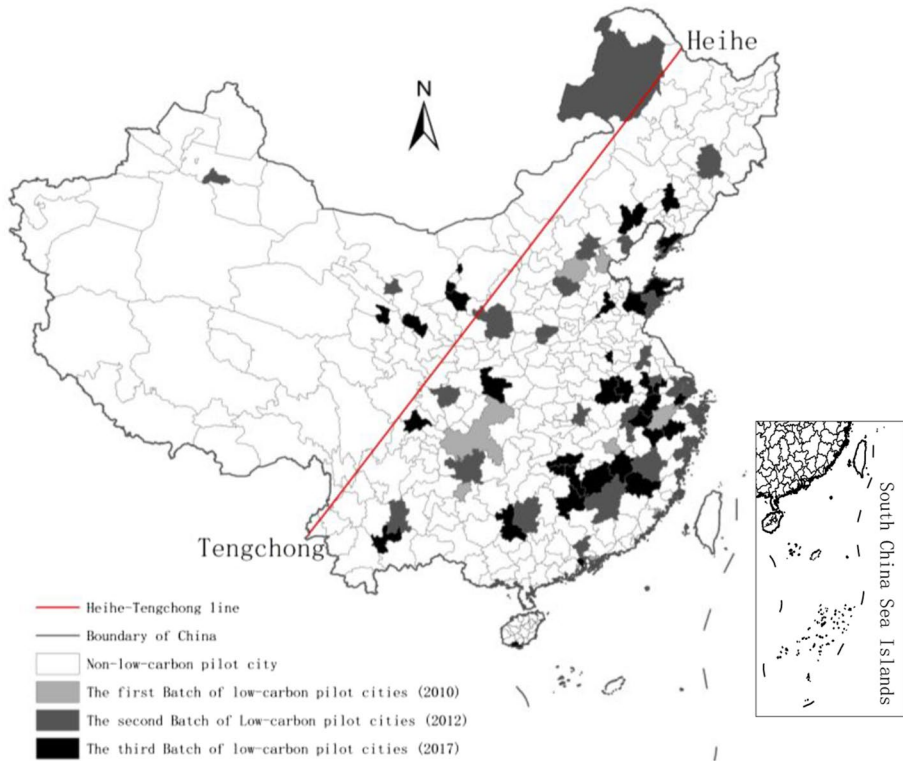 Heihe
N
Tengchong
South China Sea Islands
Heihe-Tengchong line
Boundary of China
Non-low-carbon pilot city
The first Batch of low-carbon pilot cities (2010)
The second Batch of Low-carbon pilot cities (2012)
The third Batch of low-carbon pilot cities (2017)